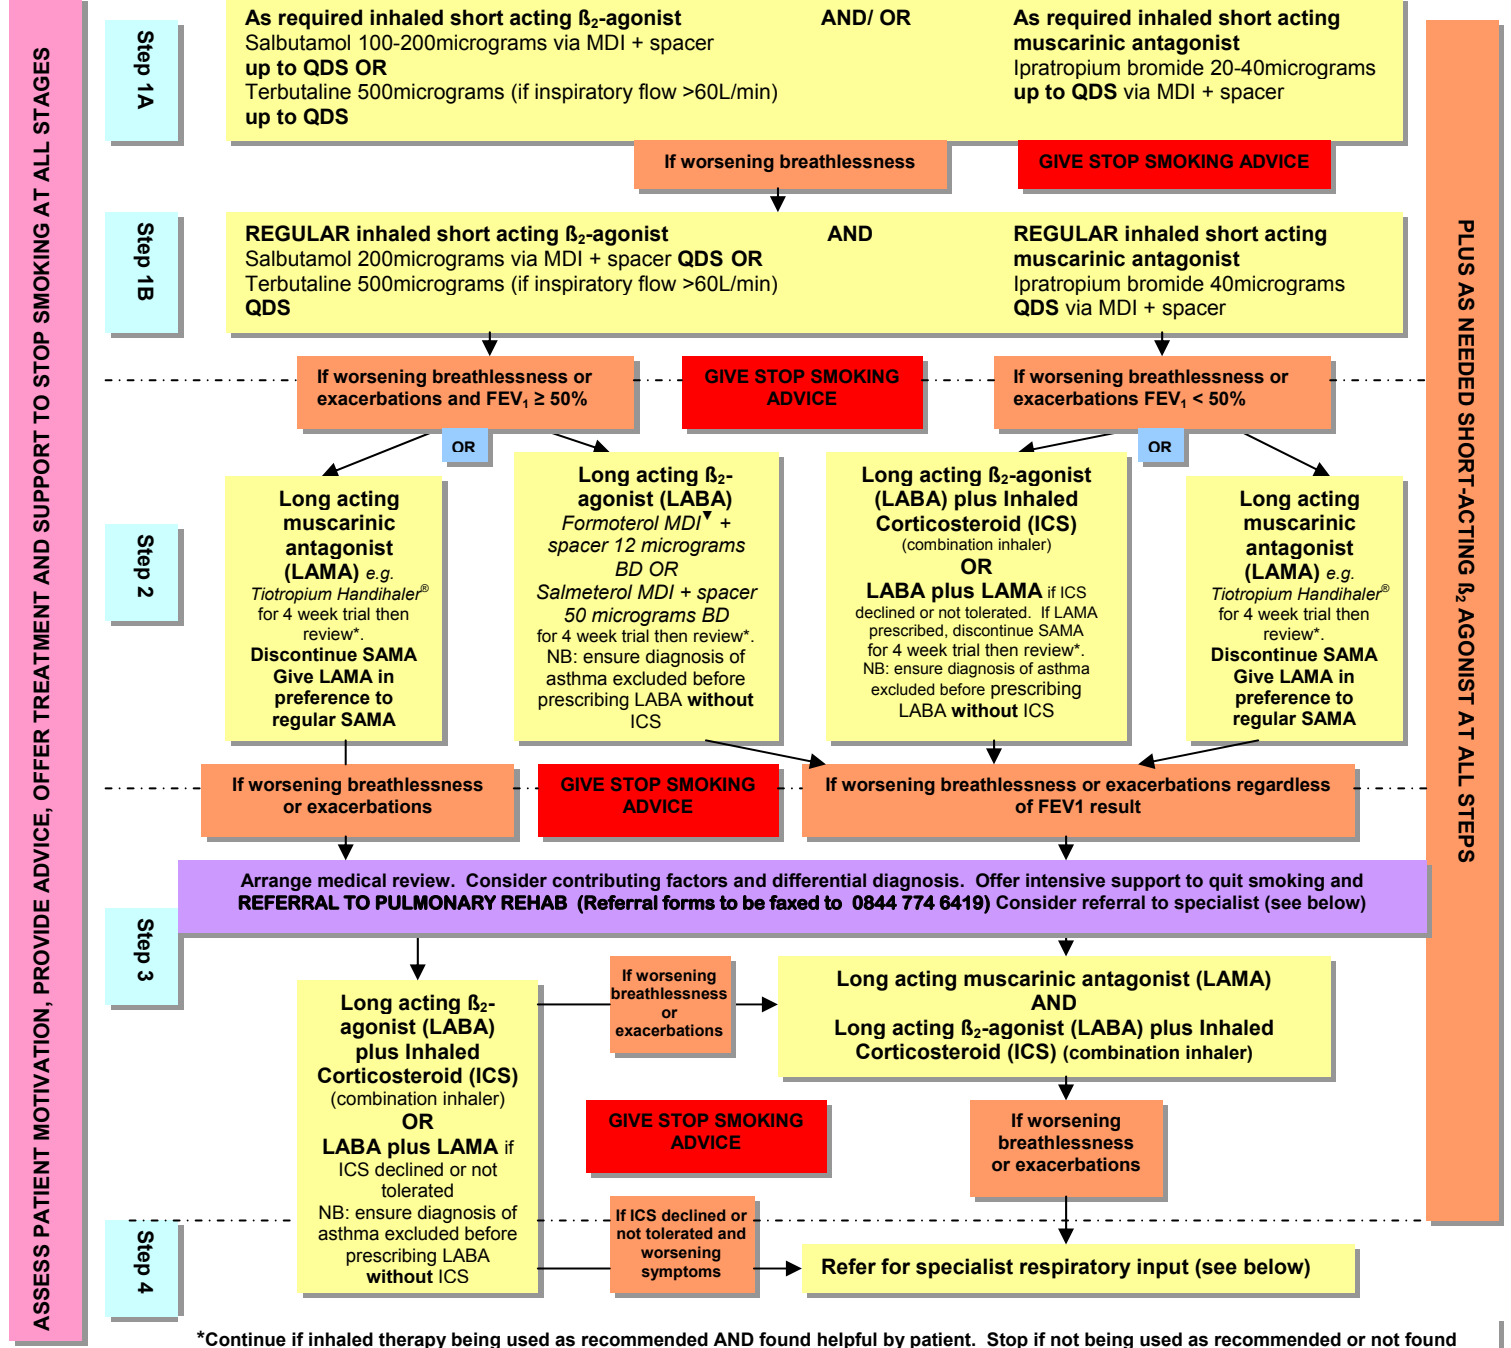 ASSESS PATIENT MOTIVATION, PROVIDE ADVICE, OFFER TREATMENT AND SUPPORT TO STOP SMOKING AT ALL STAGES
PLUS AS NEEDED SHORT-ACTING ß₂ AGONIST AT ALL STEPS
Step 1A
As required inhaled short acting ß₂-agonist
Salbutamol 100-200micrograms via MDI + spacer
up to QDS OR
Terbutaline 500micrograms (if inspiratory flow >60L/min)
up to QDS
AND/ OR
As required inhaled short acting
muscarinic antagonist
Ipratropium bromide 20-40micrograms
up to QDS via MDI + spacer
If worsening breathlessness
GIVE STOP SMOKING ADVICE
Step 1B
REGULAR inhaled short acting ß₂-agonist
Salbutamol 200micrograms via MDI + spacer QDS OR
Terbutaline 500micrograms (if inspiratory flow >60L/min)
QDS
AND
REGULAR inhaled short acting
muscarinic antagonist
Ipratropium bromide 40micrograms
QDS via MDI + spacer
If worsening breathlessness or
exacerbations and FEV₁ ≥ 50%
GIVE STOP SMOKING
ADVICE
If worsening breathlessness or
exacerbations FEV₁ < 50%
OR
OR
Step 2
Long acting
muscarinic
antagonist
(LAMA) e.g.
Tiotropium Handihaler®
for 4 week trial then
review*.
Discontinue SAMA
Give LAMA in
preference to
regular SAMA
Long acting ß₂-
agonist (LABA)
Formoterol MDI▼ +
spacer 12 micrograms
BD OR
Salmeterol MDI + spacer
50 micrograms BD
for 4 week trial then review*.
NB: ensure diagnosis of
asthma excluded before
prescribing LABA without
ICS
Long acting ß₂-agonist
(LABA) plus Inhaled
Corticosteroid (ICS)
(combination inhaler)
OR
LABA plus LAMA if ICS
declined or not tolerated. If LAMA
prescribed, discontinue SAMA
for 4 week trial then review*.
NB: ensure diagnosis of asthma
excluded before prescribing
LABA without ICS
Long acting
muscarinic
antagonist
(LAMA) e.g.
Tiotropium Handihaler®
for 4 week trial then
review*.
Discontinue SAMA
Give LAMA in
preference to
regular SAMA
If worsening breathlessness
or exacerbations
GIVE STOP SMOKING
ADVICE
If worsening breathlessness or exacerbations regardless
of FEV1 result
Step 3
Arrange medical review. Consider contributing factors and differential diagnosis. Offer intensive support to quit smoking and
REFERRAL TO PULMONARY REHAB (Referral forms to be faxed to 0844 774 6419) Consider referral to specialist (see below)
Long acting ß₂-
agonist (LABA)
plus Inhaled
Corticosteroid (ICS)
(combination inhaler)
OR
LABA plus LAMA if
ICS declined or not
tolerated
NB: ensure diagnosis of
asthma excluded before
prescribing LABA
without ICS
If worsening
breathlessness
or
exacerbations
Long acting muscarinic antagonist (LAMA)
AND
Long acting ß₂-agonist (LABA) plus Inhaled
Corticosteroid (ICS) (combination inhaler)
GIVE STOP SMOKING
ADVICE
If worsening
breathlessness
or exacerbations
Step 4
If ICS declined or
not tolerated and
worsening
symptoms
Refer for specialist respiratory input (see below)
*Continue if inhaled therapy being used as recommended AND found helpful by patient. Stop if not being used as recommended or not found